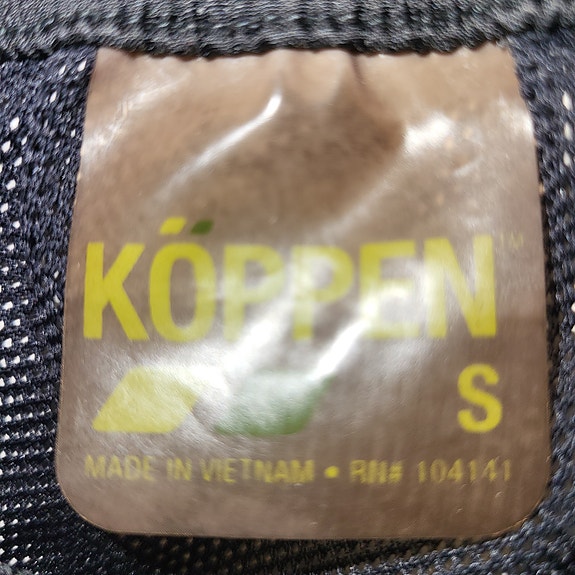 KÖPPEN™
S
MADE IN VIETNAM • RN# 104141